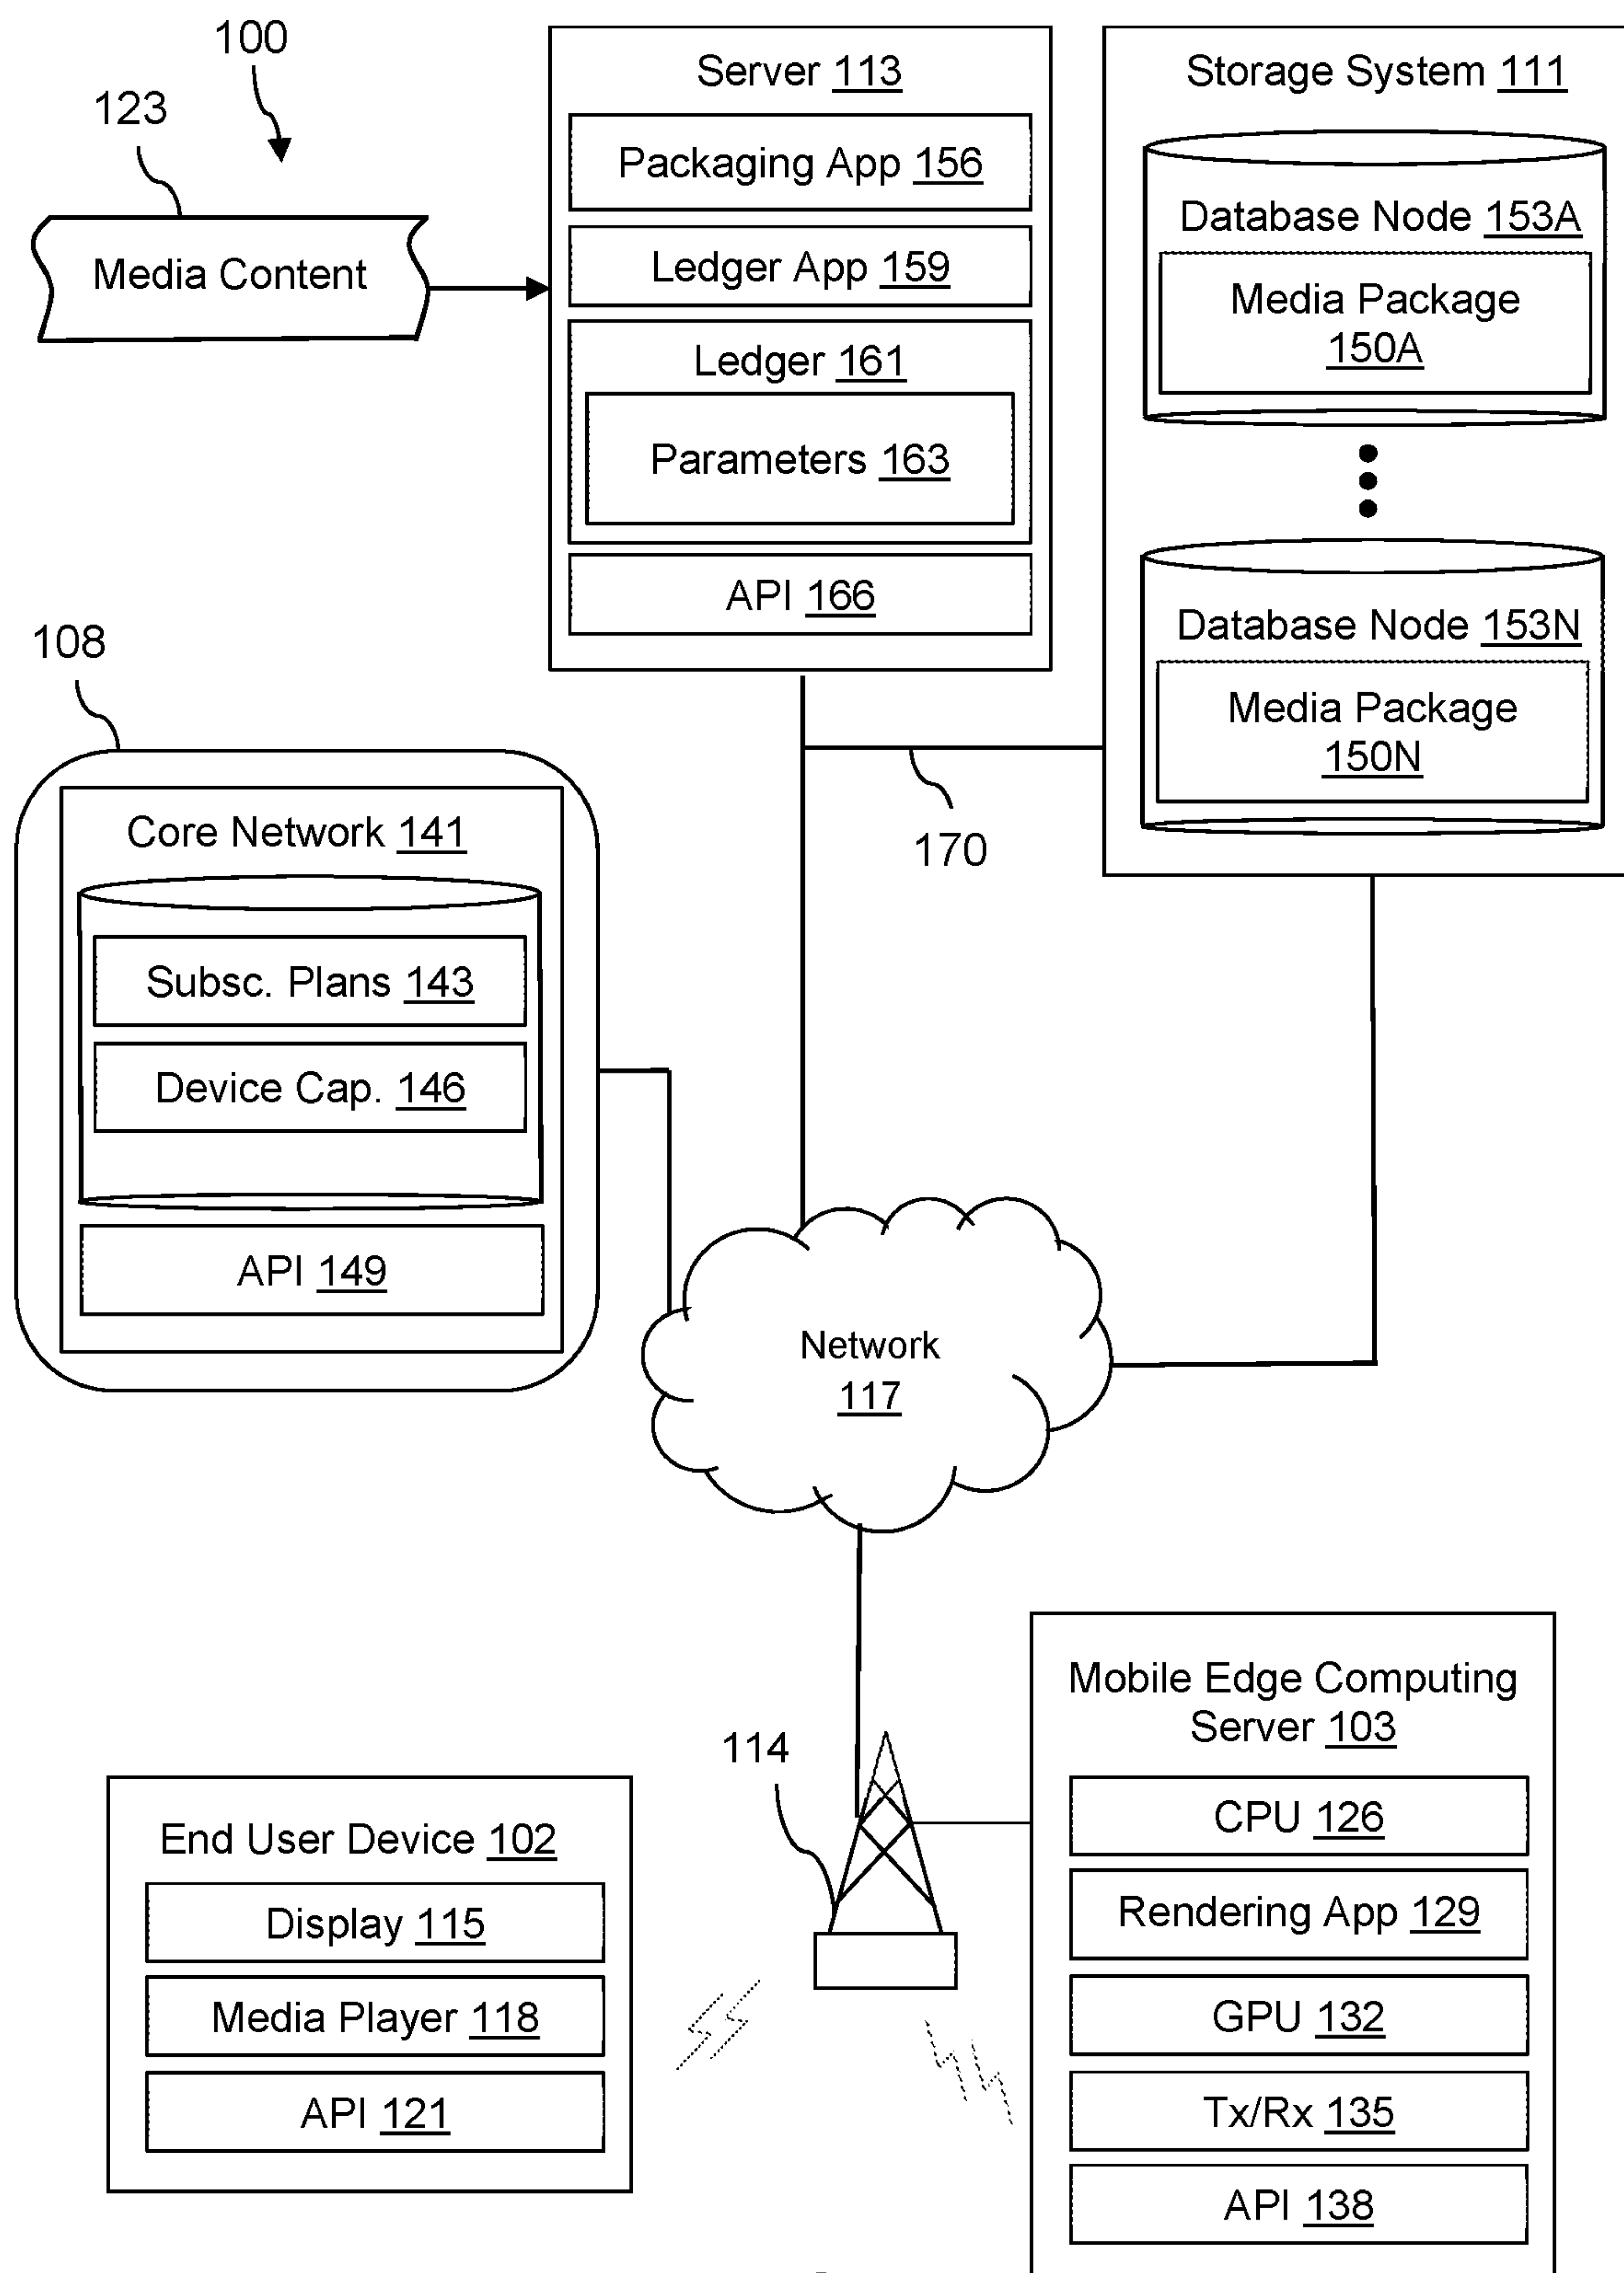 100
123
Media Content
Server 113
Packaging App 156
Ledger App 159
Ledger 161
Parameters 163
API 166
Storage System 111
Database Node 153A
Media Package
150A
Database Node 153N
Media Package
150N
170
108
Core Network 141
Subsc. Plans 143
Device Cap. 146
API 149
Network
117
114
End User Device 102
Display 115
Media Player 118
API 121
Mobile Edge Computing
Server 103
CPU 126
Rendering App 129
GPU 132
Tx/Rx 135
API 138